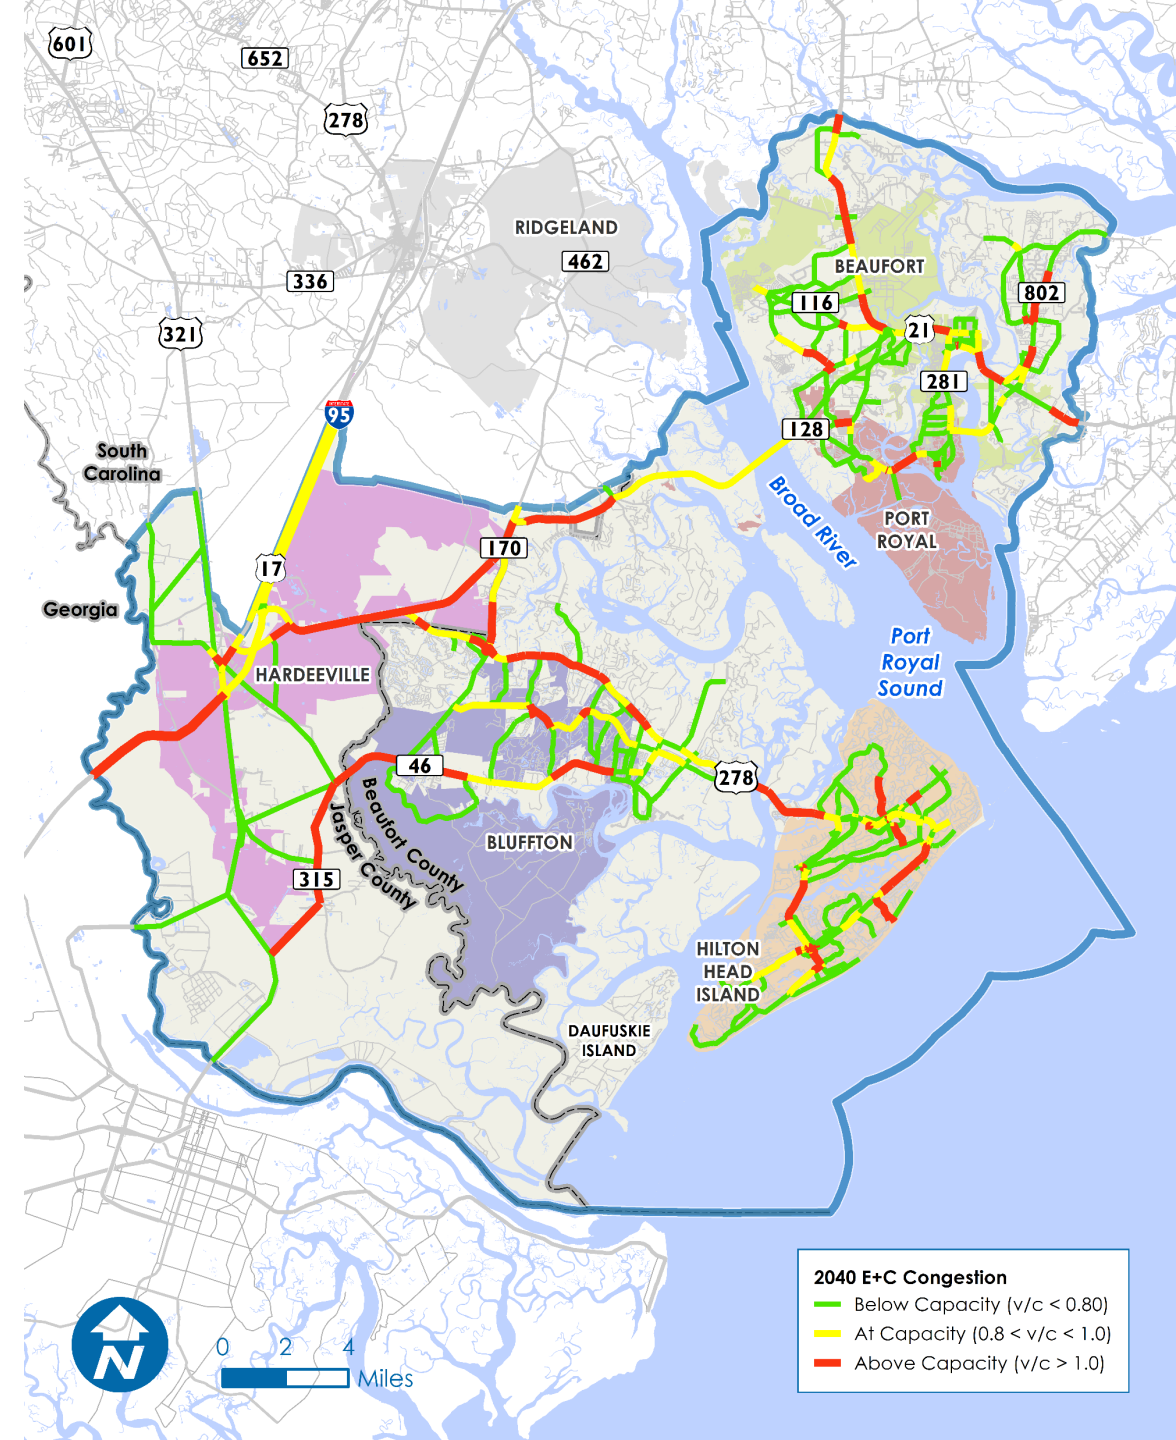 601
652
278
RIDGELAND
462
BEAUFORT
336
116
802
321
21
281
INTERSTATE
95
128
South
Carolina
Broad River
PORT
ROYAL
170
17
Georgia
Port
Royal
Sound
HARDEEVILLE
46
278
Beaufort County
Jasper County
BLUFFTON
315
HILTON
HEAD
ISLAND
DAUFUSKIE
ISLAND
2040 E+C Congestion
Below Capacity (v/c < 0.80)
At Capacity (0.8 < v/c < 1.0)
Above Capacity (v/c > 1.0)
N
0 2 4
Miles